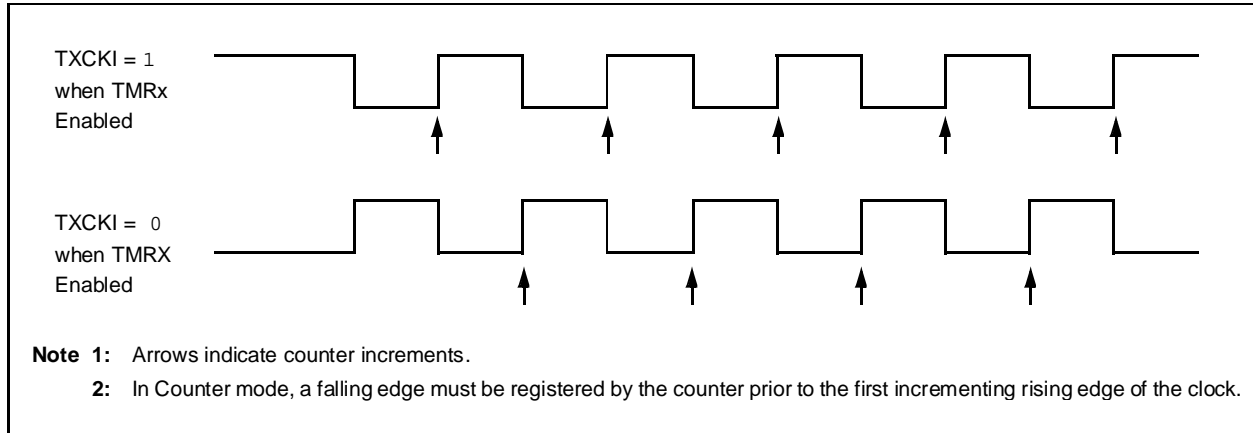 TXCKI = 1
when TMRx
Enabled
TXCKI = 0
when TMRX
Enabled
Note 1: Arrows indicate counter increments.
2: In Counter mode, a falling edge must be registered by the counter prior to the first incrementing rising edge of the clock.